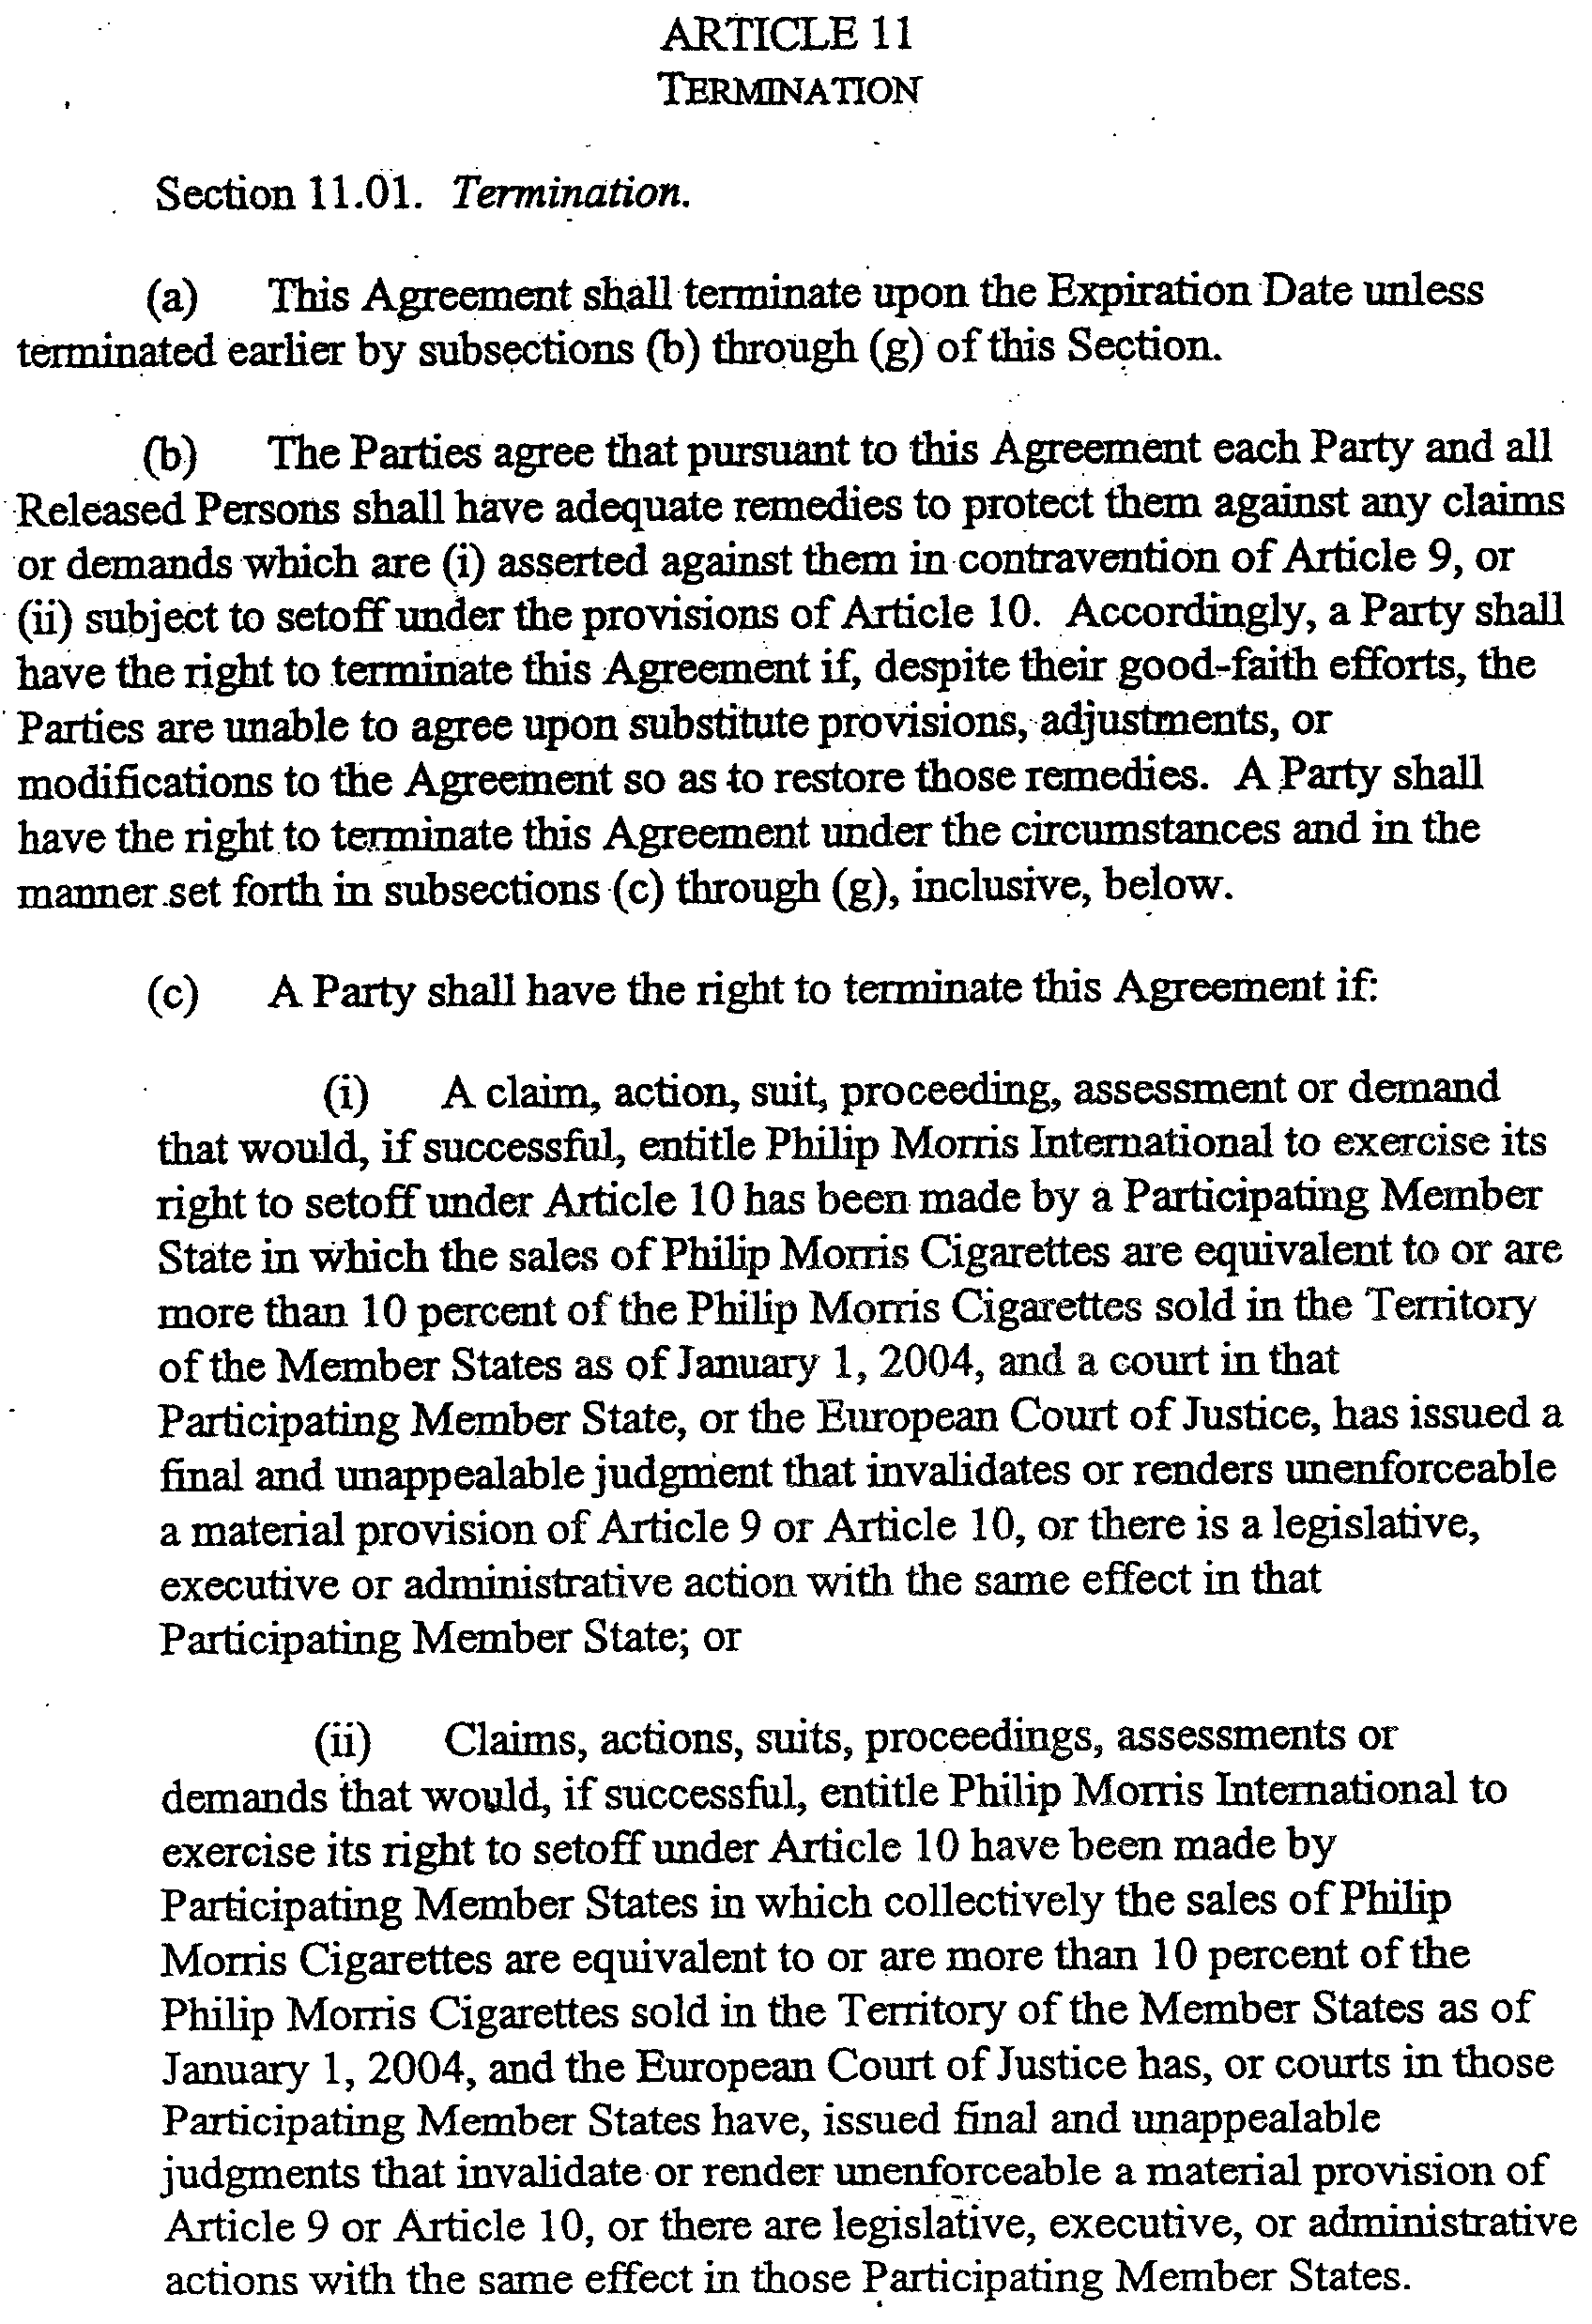 ARTICLE 11
TERMINATION
Section 11.01. Termination.
(a) This Agreement shall terminate upon the Expiration Date unless
terminated earlier by subsections (b) through (g) of this Section.
(b) The Parties agree that pursuant to this Agreement each Party and all
Released Persons shall have adequate remedies to protect them against any claims
or demands which are (i) asserted against them in contravention of Article 9, or
(ii) subject to setoff under the provisions of Article 10. Accordingly, a Party shall
have the right to terminate this Agreement if, despite their good-faith efforts, the
Parties are unable to agree upon substitute provisions, adjustments, or
modifications to the Agreement so as to restore those remedies. A Party shall
have the right to terminate this Agreement under the circumstances and in the
manner set forth in subsections (c) through (g), inclusive, below.
(c) A Party shall have the right to terminate this Agreement if:
(i) A claim, action, suit, proceeding, assessment or demand
that would, if successful, entitle Philip Morris International to exercise its
right to setoff under Article 10 has been made by a Participating Member
State in which the sales of Philip Morris Cigarettes are equivalent to or are
more than 10 percent of the Philip Morris Cigarettes sold in the Territory
of the Member States as of January 1, 2004, and a court in that
Participating Member State, or the European Court of Justice, has issued a
final and unappealable judgment that invalidates or renders unenforceable
a material provision of Article 9 or Article 10, or there is a legislative,
executive or administrative action with the same effect in that
Participating Member State; or
(ii) Claims, actions, suits, proceedings, assessments or
demands that would, if successful, entitle Philip Morris International to
exercise its right to setoff under Article 10 have been made by
Participating Member States in which collectively the sales of Philip
Morris Cigarettes are equivalent to or are more than 10 percent of the
Philip Morris Cigarettes sold in the Territory of the Member States as of
January 1, 2004, and the European Court of Justice has, or courts in those
Participating Member States have, issued final and unappealable
judgments that invalidate or render unenforceable a material provision of
Article 9 or Article 10, or there are legislative, executive, or administrative
actions with the same effect in those Participating Member States.